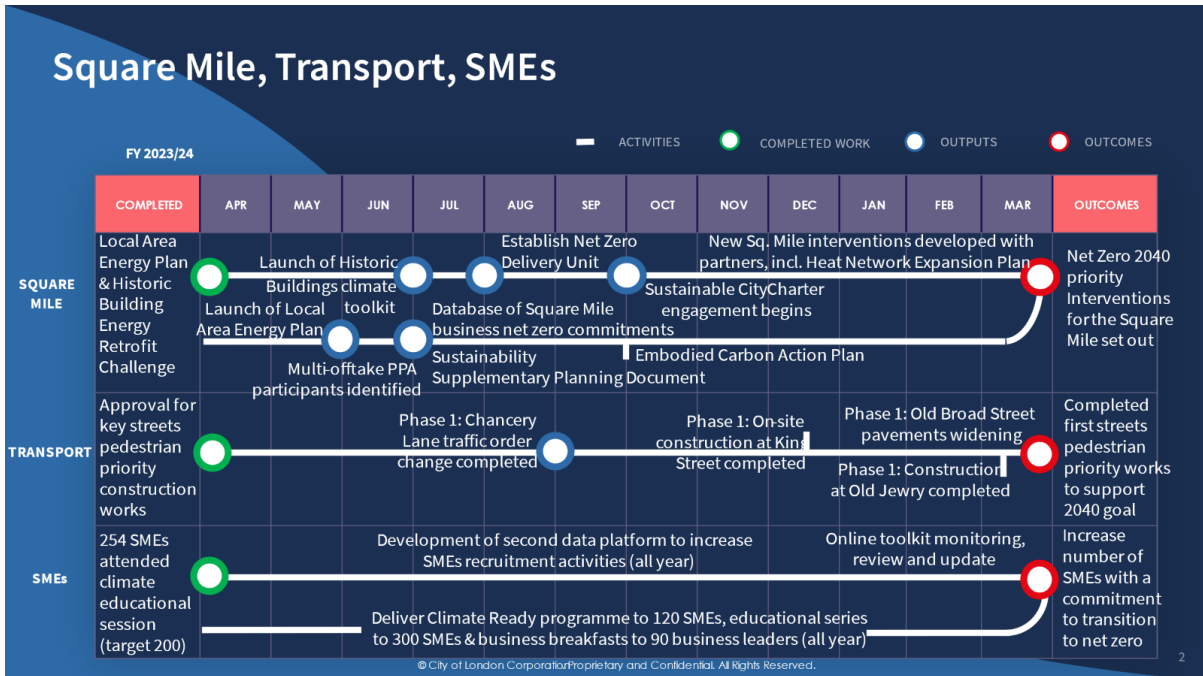 Square Mile, Transport, SMEs
ACTIVITIES
COMPLETED WORK
OUTPUTS
OUTCOMES
FY 2023/24
COMPLETED
APR
MAY
JUN
JUL
AUG
SEP
OCT
NOV
DEC
JAN
FEB
MAR
OUTCOMES
SQUARE
MILE
Local Area
Energy Plan
& Historic
Building
Energy
Retrofit
Challenge
Launch of Historic
Buildings climate
toolkit
Establish Net Zero
Delivery Unit
New Sq. Mile interventions developed with
partners, incl. Heat Network Expansion Plan
Sustainable CityCharter
engagement begins
Launch of Local
Area Energy Plan
Database of Square Mile
business net zero commitments
Multi-offtake PPA
participants identified
Sustainability
Supplementary Planning Document
Embodied Carbon Action Plan
Net Zero 2040
priority
Interventions
for the Square
Mile set out
TRANSPORT
Approval for
key streets
pedestrian
priority
construction
works
Phase 1: Chancery
Lane traffic order
change completed
Phase 1: On-site
construction at King
Street completed
Phase 1: Old Broad Street
pavements widening
Phase 1: Construction
at Old Jewry completed
Completed
first streets
pedestrian
priority works
to support
2040 goal
SMEs
254 SMEs
attended
climate
educational
session
(target 200)
Development of second data platform to increase
SMEs recruitment activities (all year)
Online toolkit monitoring,
review and update
Deliver Climate Ready programme to 120 SMEs, educational series
to 300 SMEs & business breakfasts to 90 business leaders (all year)
Increase
number of
SMEs with a
commitment
to transition
to net zero
© City of London Corporation Proprietary and Confidential. All Rights Reserved.
2